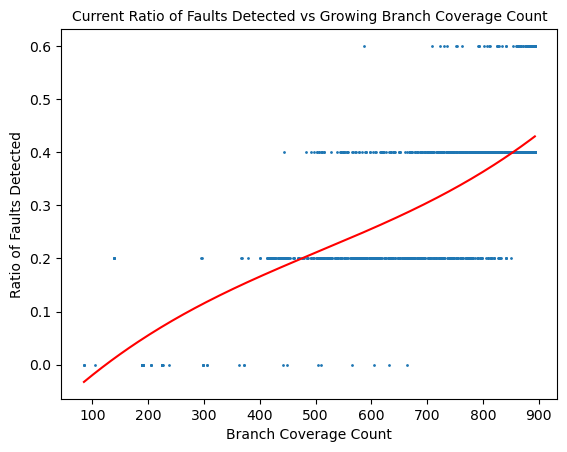 Current Ratio of Faults Detected vs Growing Branch Coverage Count
0.6
0.5
0.4
0.3
0.2
0.1
0.0
Ratio of Faults Detected
100 200 300 400 500 600 700 800 900
Branch Coverage Count